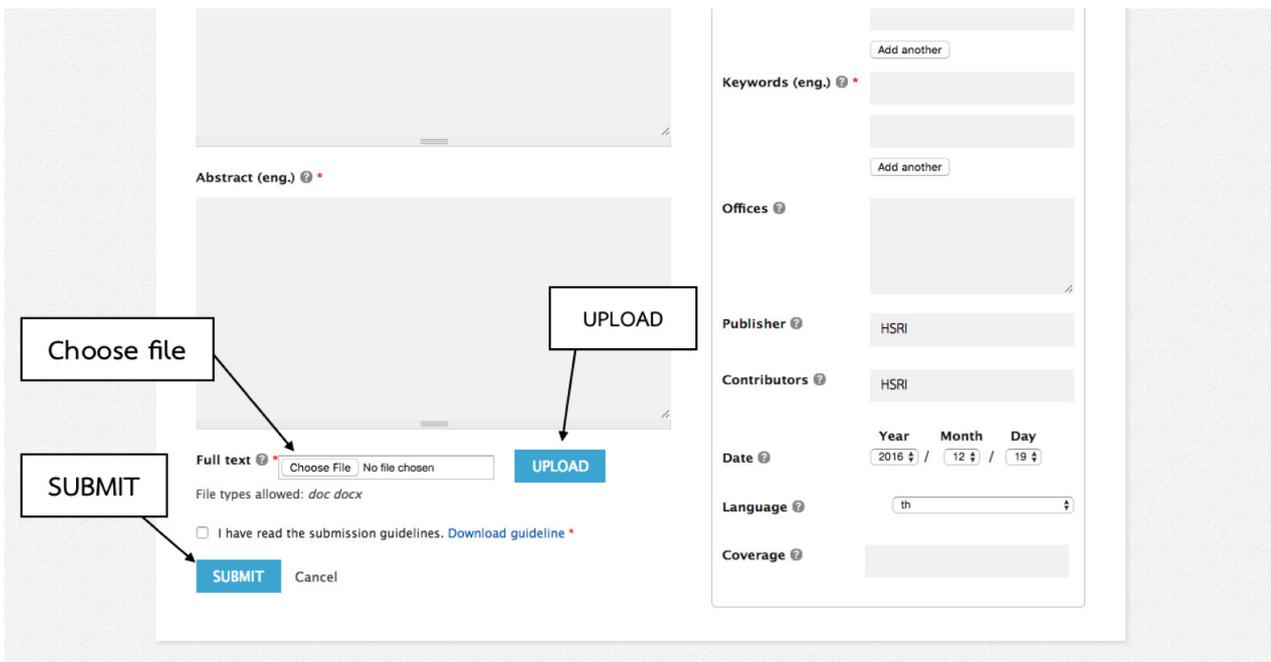 Abstract (eng.) ? *
Choose file
UPLOAD
Full text ? *
Choose File No file chosen
UPLOAD
File types allowed: doc docx
SUBMIT
I have read the submission guidelines. Download guideline *
SUBMIT Cancel
Add another
Keywords (eng.) ? *
Add another
Offices ?
Publisher ? HSRI
Contributors ? HSRI
Year Month Day
Date ? 2016 / 12 / 19
Language ? th
Coverage ?